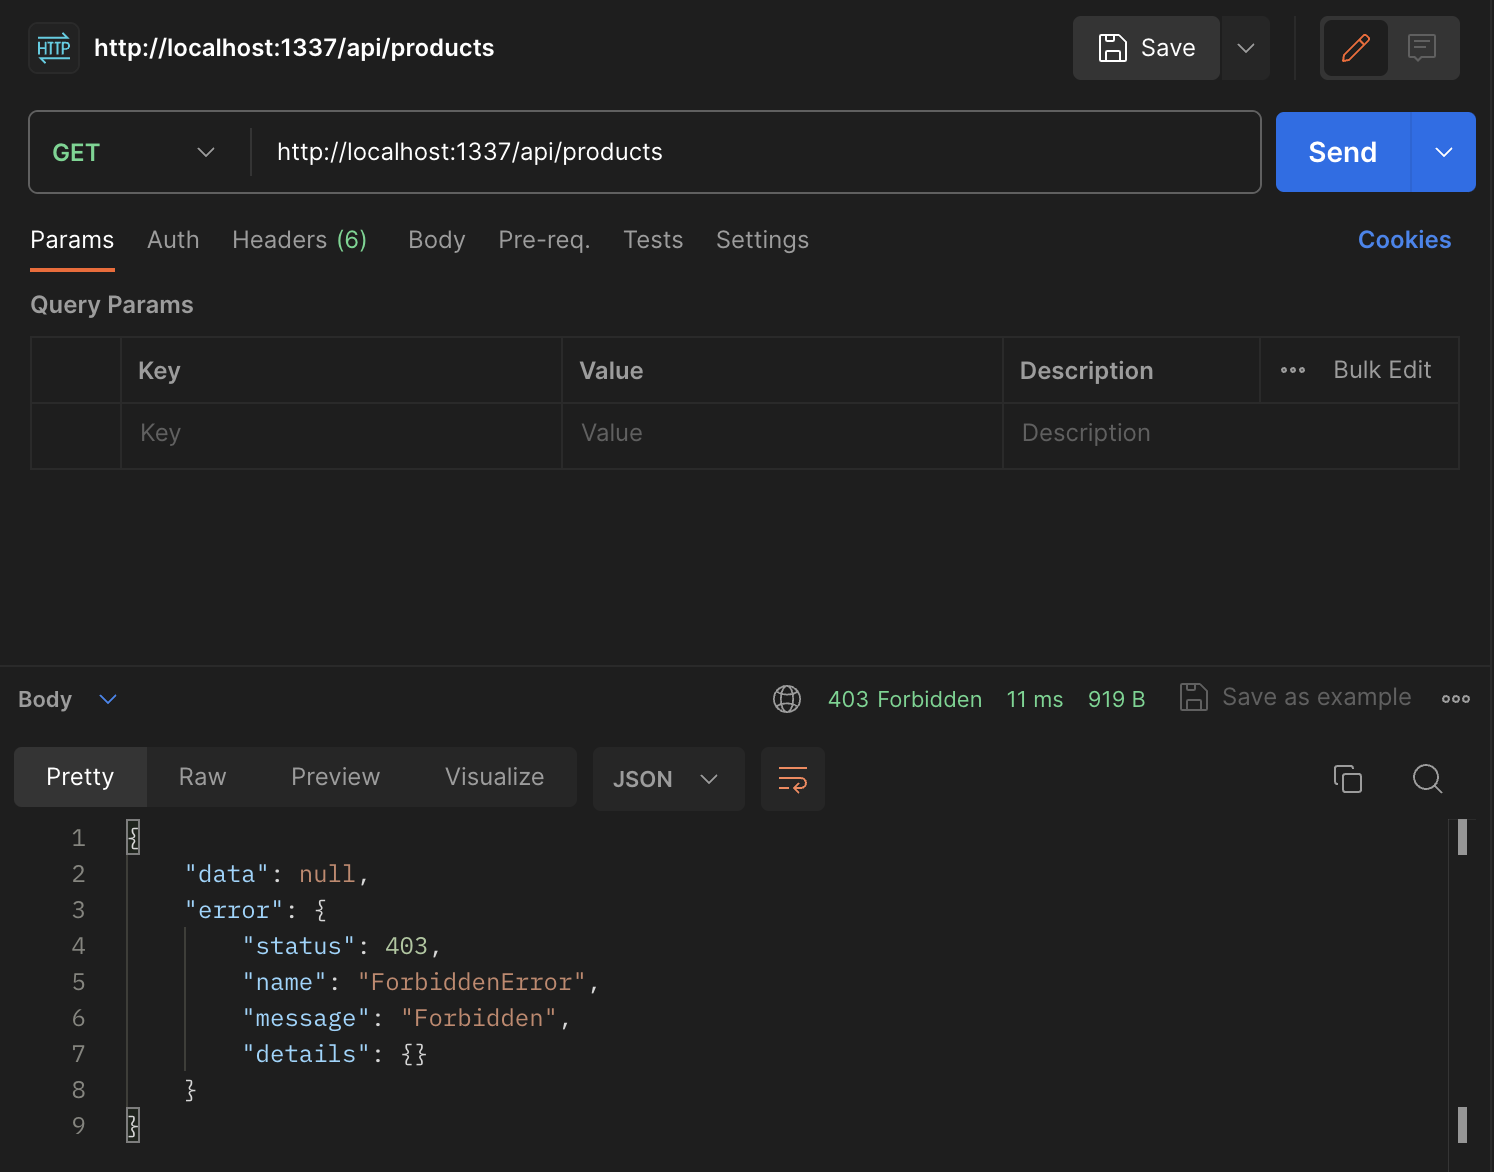 HTTP http://localhost:1337/api/products Save
GET http://localhost:1337/api/products Send
Params Auth Headers (6) Body Pre-req. Tests Settings Cookies
Query Params
Key Value Description Bulk Edit
Key Value Description
Body 403 Forbidden 11 ms 919 B Save as example
Pretty Raw Preview Visualize JSON
1 {
2 "data": null,
3 "error": {
4 "status": 403,
5 "name": "ForbiddenError",
6 "message": "Forbidden",
7 "details": {}
8 }
9 }